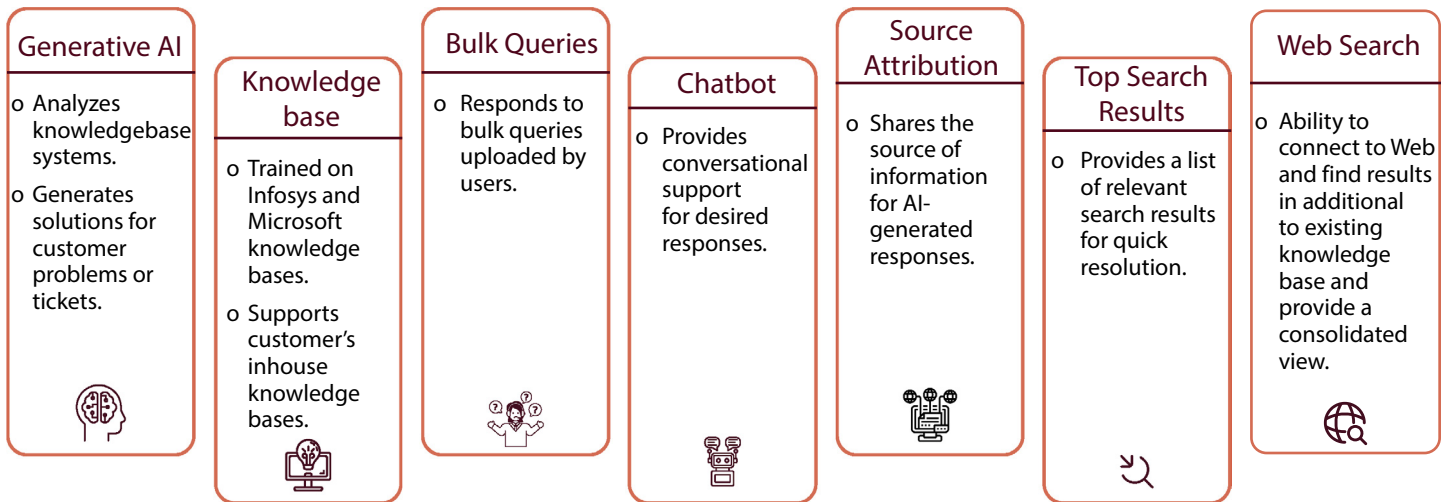 Generative AI
o Analyzes
knowledgebase
systems.
o Generates
solutions for
customer
problems or
tickets.
Knowledge
base
o Trained on
Infosys and
Microsoft
knowledge
bases.
o Supports
customer’s
inhouse
knowledge
bases.
Bulk Queries
o Responds to
bulk queries
uploaded by
users.
Chatbot
o Provides
conversational
support
for desired
responses.
Source
Attribution
o Shares the
source of
information
for AI-
generated
responses.
Top Search
Results
o Provides a list
of relevant
search results
for quick
resolution.
Web Search
o Ability to
connect to Web
and find results
in additional
to existing
knowledge
base and
provide a
consolidated
view.